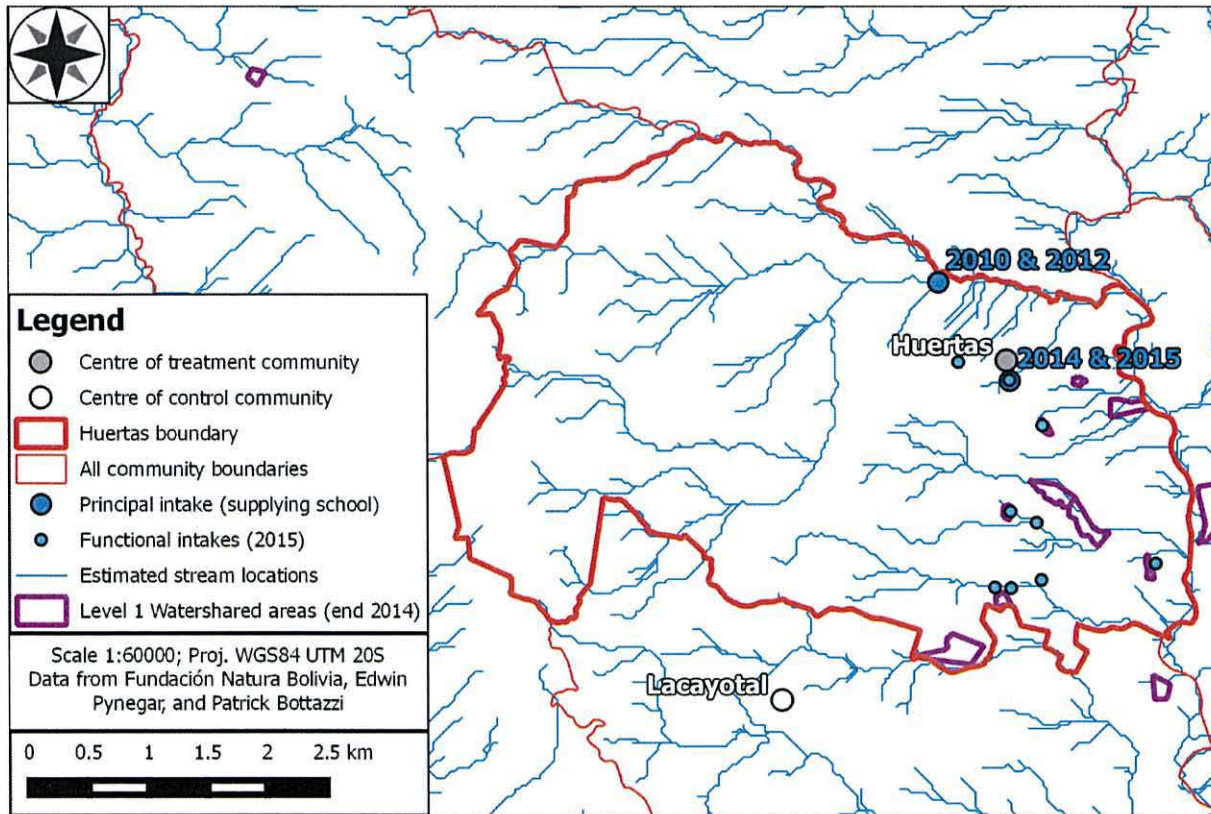 2010 & 2012
Huertas
2014 & 2015
Legend
Centre of treatment community
Centre of control community
Huertas boundary
All community boundaries
Principal intake (supplying school)
Functional intakes (2015)
Estimated stream locations
Level 1 Watershared areas (end 2014)
Scale 1:60000; Proj. WGS84 UTM 20S
Data from Fundación Natura Bolivia, Edwin
Pynegar, and Patrick Bottazzi
0 0.5 1 1.5 2 2.5 km
Lacayotal